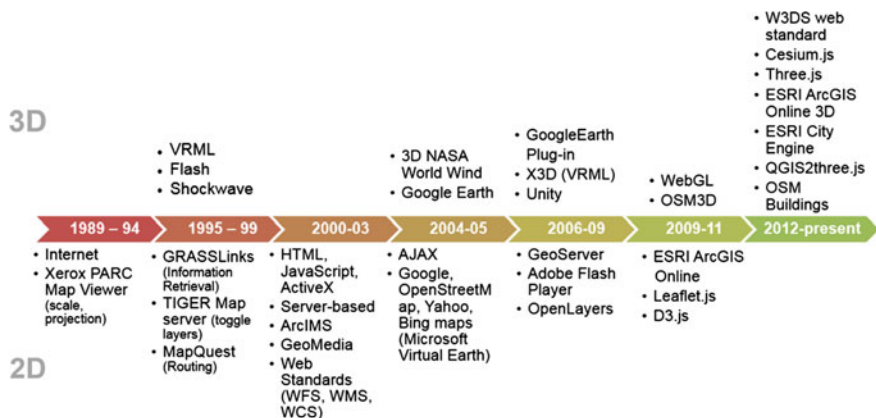 3D
• VRML
• Flash
• Shockwave
• 3D NASA
World Wind
• Google Earth
• GoogleEarth
Plug-in
• X3D (VRML)
• Unity
• WebGL
• OSM3D
• W3DS web
standard
• Cesium.js
• Three.js
• ESRI ArcGIS
Online 3D
• ESRI City
Engine
• QGIS2three.js
• OSM
Buildings
1989 – 94
1995 – 99
2000-03
2004-05
2006-09
2009-11
2012-present
• Internet
• Xerox PARC
Map Viewer
(scale,
projection)
• GRASSLinks
(Information
Retrieval)
• TIGER Map
server (toggle
layers)
• MapQuest
(Routing)
• HTML,
JavaScript,
ActiveX
• Server-based
• ArcIMS
• GeoMedia
• Web
Standards
(WFS, WMS,
WCS)
• AJAX
• Google,
OpenStreetM
ap, Yahoo,
Bing maps
(Microsoft
Virtual Earth)
• GeoServer
• Adobe Flash
Player
• OpenLayers
• ESRI ArcGIS
Online
• Leaflet.js
• D3.js
2D